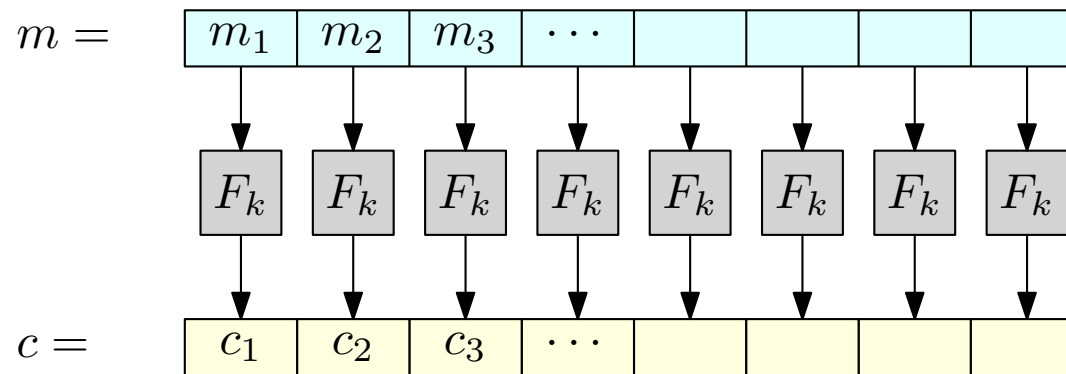 m = m₁ m₂ m₃ ⋯
Fₖ Fₖ Fₖ Fₖ Fₖ Fₖ Fₖ Fₖ
c = c₁ c₂ c₃ ⋯